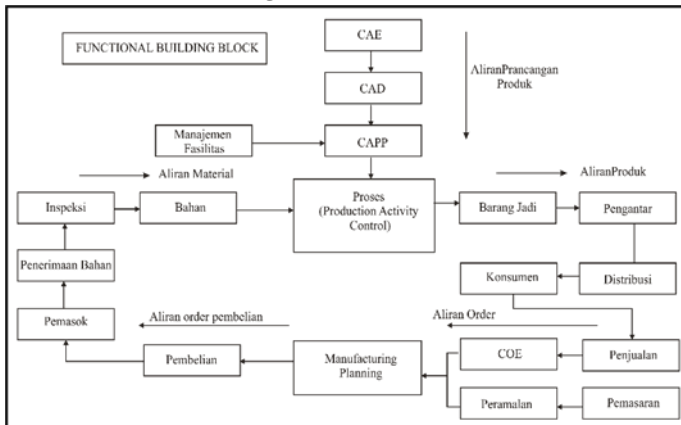 FUNCTIONAL BUILDING BLOCK
CAE
AliranPrancangan
Produk
CAD
Manajemen
Fasilitas
CAPP
Aliran Material
AliranProduk
Inspeksi
Bahan
Proses
(Production Activity
Control)
Barang Jadi
Pengantar
Penerimaan Bahan
Konsumen
Distribusi
Pemasok
Aliran order pembelian
Aliran Order
Pembelian
Manufacturing
Planning
COE
Penjualan
Peramalan
Pemasaran